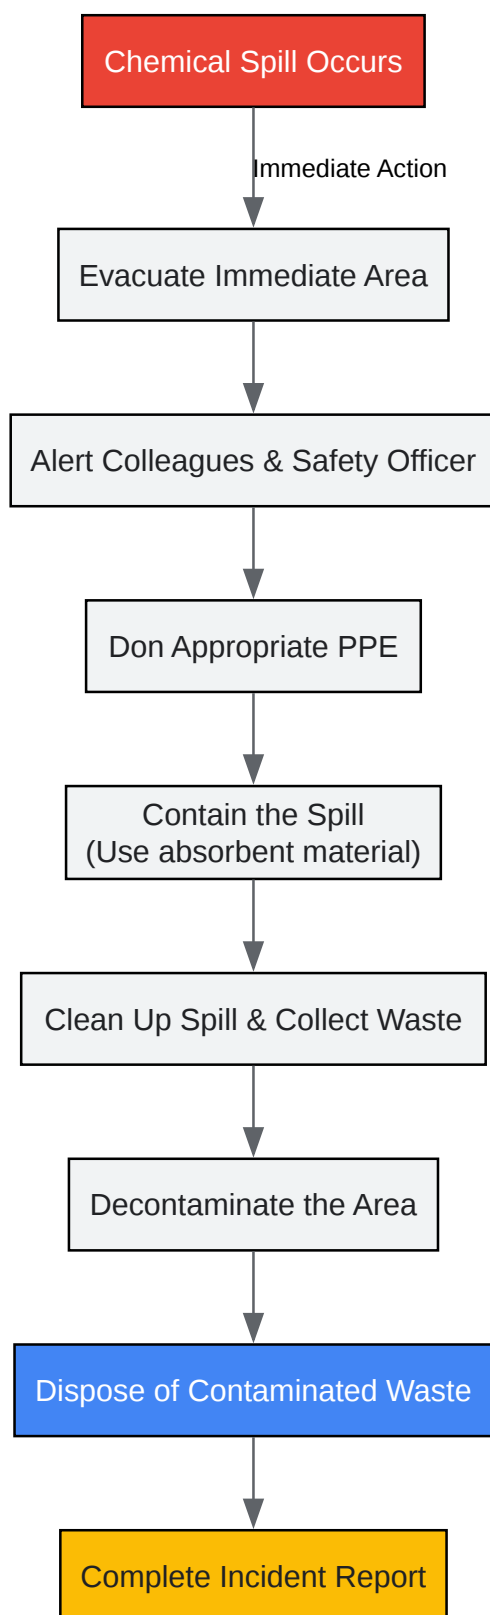 Chemical Spill Occurs
Immediate Action
Evacuate Immediate Area
Alert Colleagues & Safety Officer
Don Appropriate PPE
Contain the Spill
(Use absorbent material)
Clean Up Spill & Collect Waste
Decontaminate the Area
Dispose of Contaminated Waste
Complete Incident Report